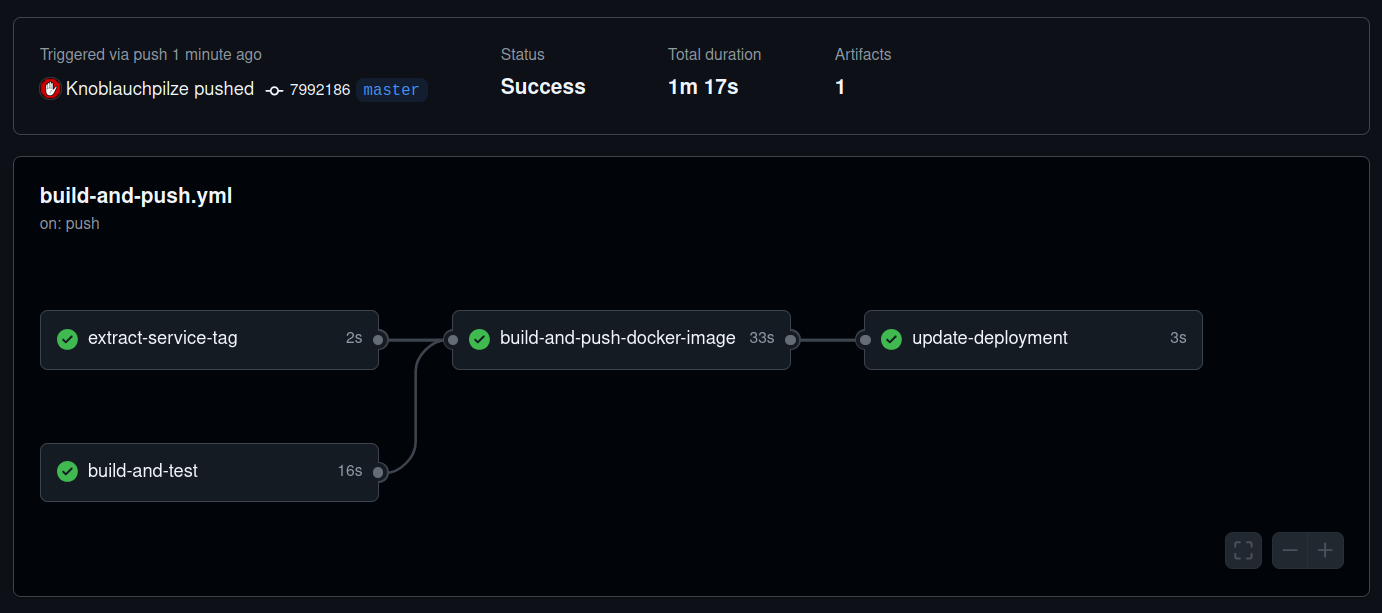 Triggered via push 1 minute ago
Knoblauchpilze pushed 7992186 master
Status
Success
Total duration
1m 17s
Artifacts
1
build-and-push.yml
on: push
extract-service-tag 2s
build-and-push-docker-image 33s
update-deployment 3s
build-and-test 16s